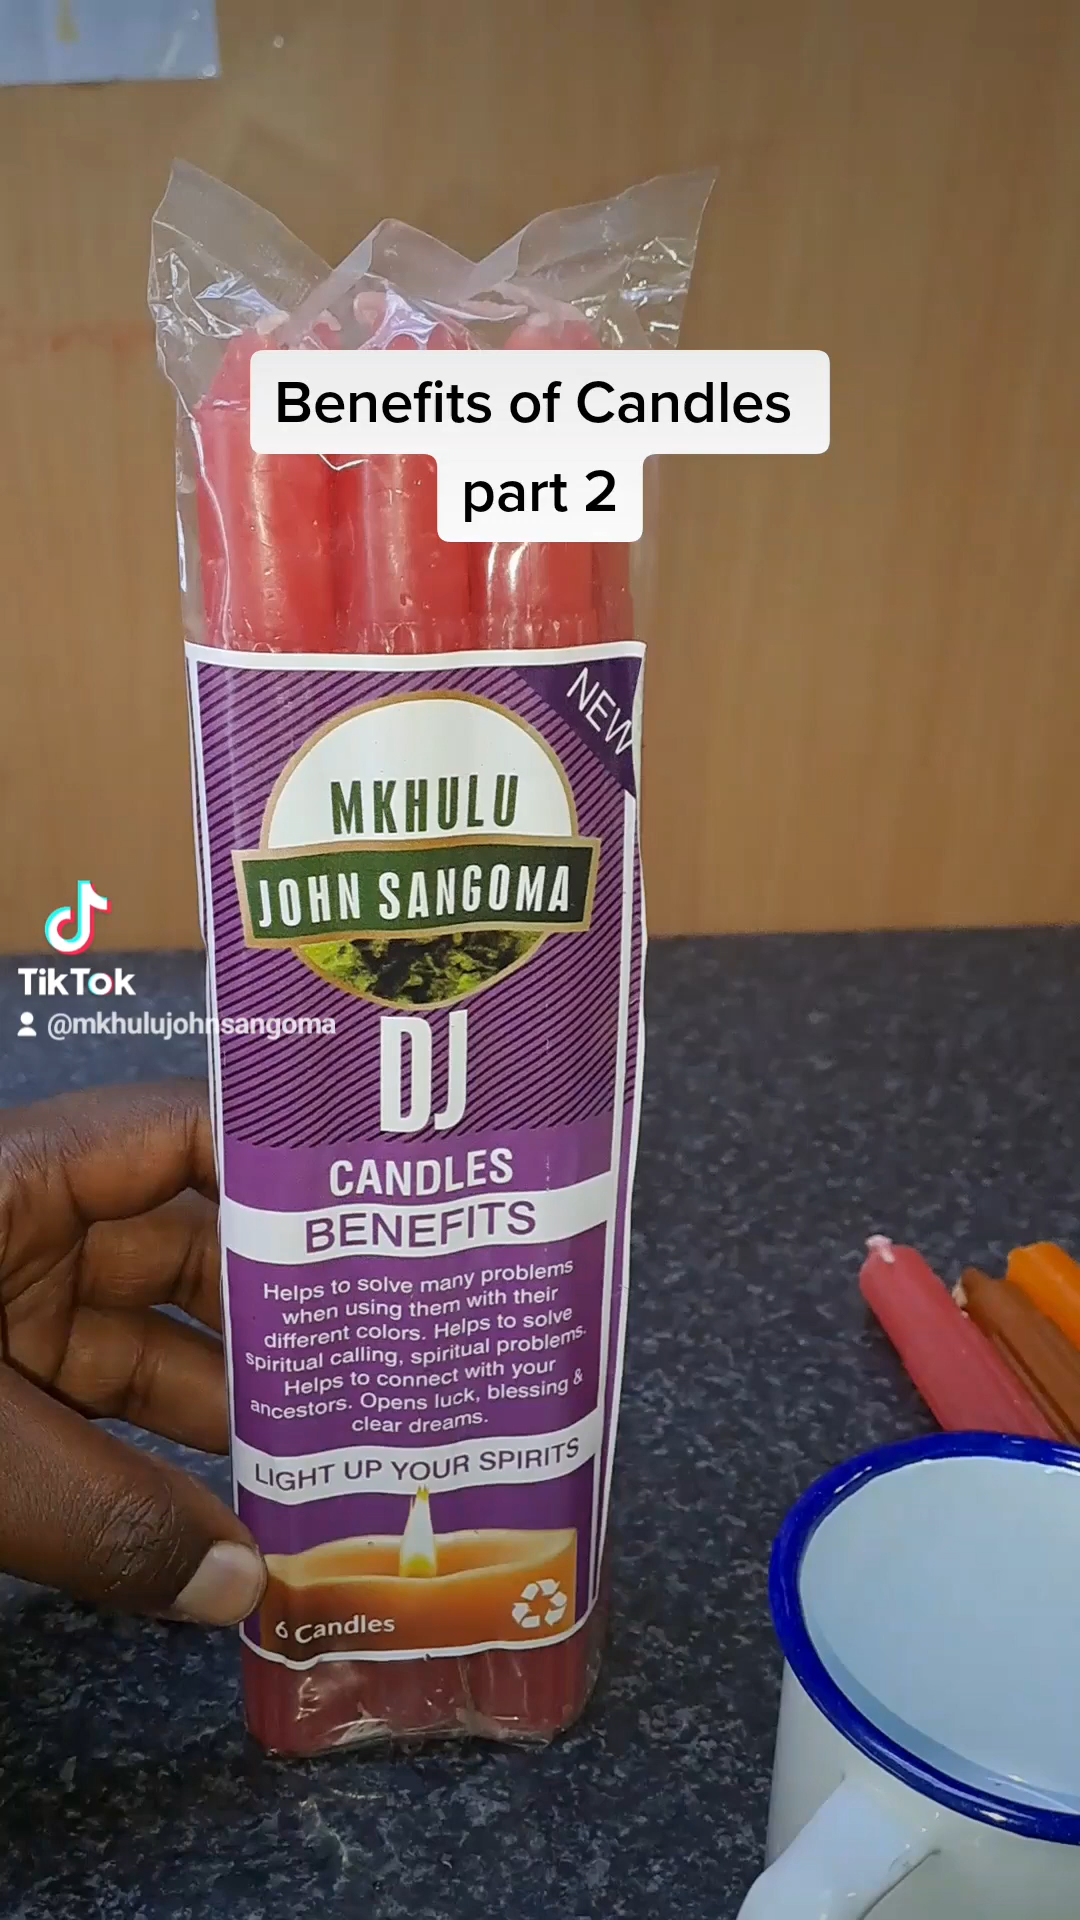 Benefits of Candles
part 2
NEW
MKHULU
JOHN SANGOMA
DJ
CANDLES
BENEFITS
Helps to solve many problems
when using them with their
different colors. Helps to solve
spiritual calling, spiritual problems.
Helps to connect with your
ancestors. Opens luck, blessing &
clear dreams.
LIGHT UP YOUR SPIRITS
6 Candles
TikTok
@mkhulujohnsangoma